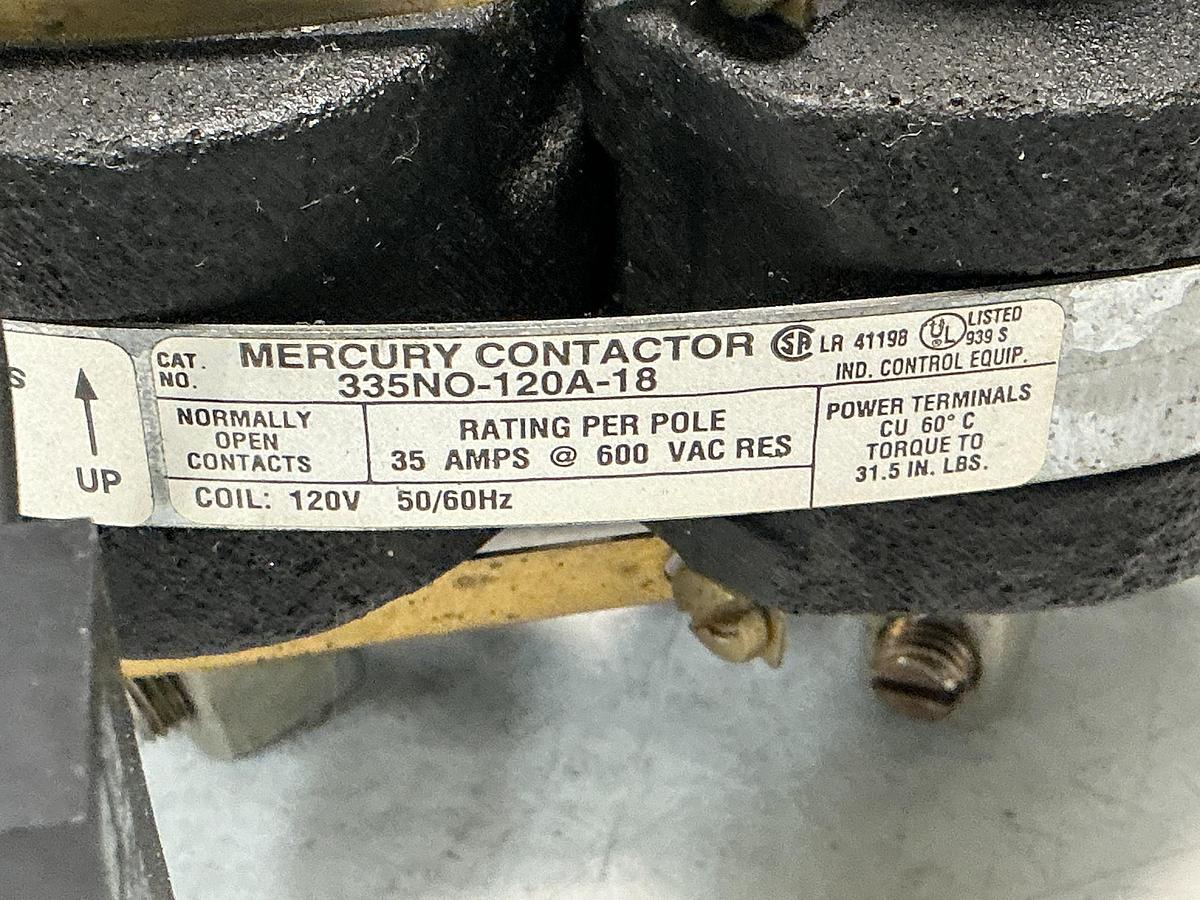 S
UP
CAT. NO.
MERCURY CONTACTOR
335NO-120A-18
SA LR 41198 UL LISTED 939 S
IND. CONTROL EQUIP.
NORMALLY
OPEN
CONTACTS
RATING PER POLE
35 AMPS @ 600 VAC RES
POWER TERMINALS
CU 60° C
TORQUE TO
31.5 IN. LBS.
COIL: 120V 50/60Hz